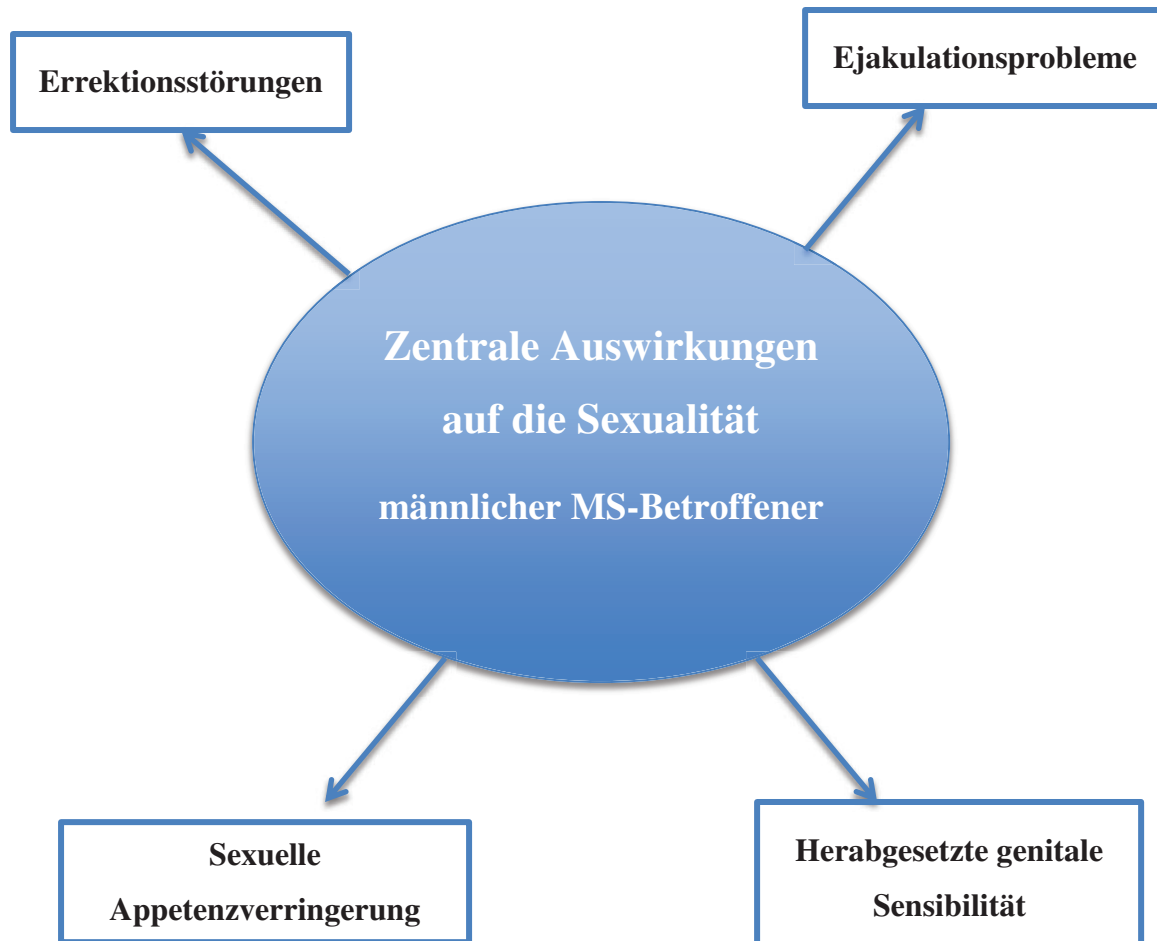 Errektionsstörungen
Ejakulationsprobleme
Zentrale Auswirkungen
auf die Sexualität
männlicher MS-Betroffener
Sexuelle
Appetenzverringerung
Herabgesetzte genitale
Sensibilität